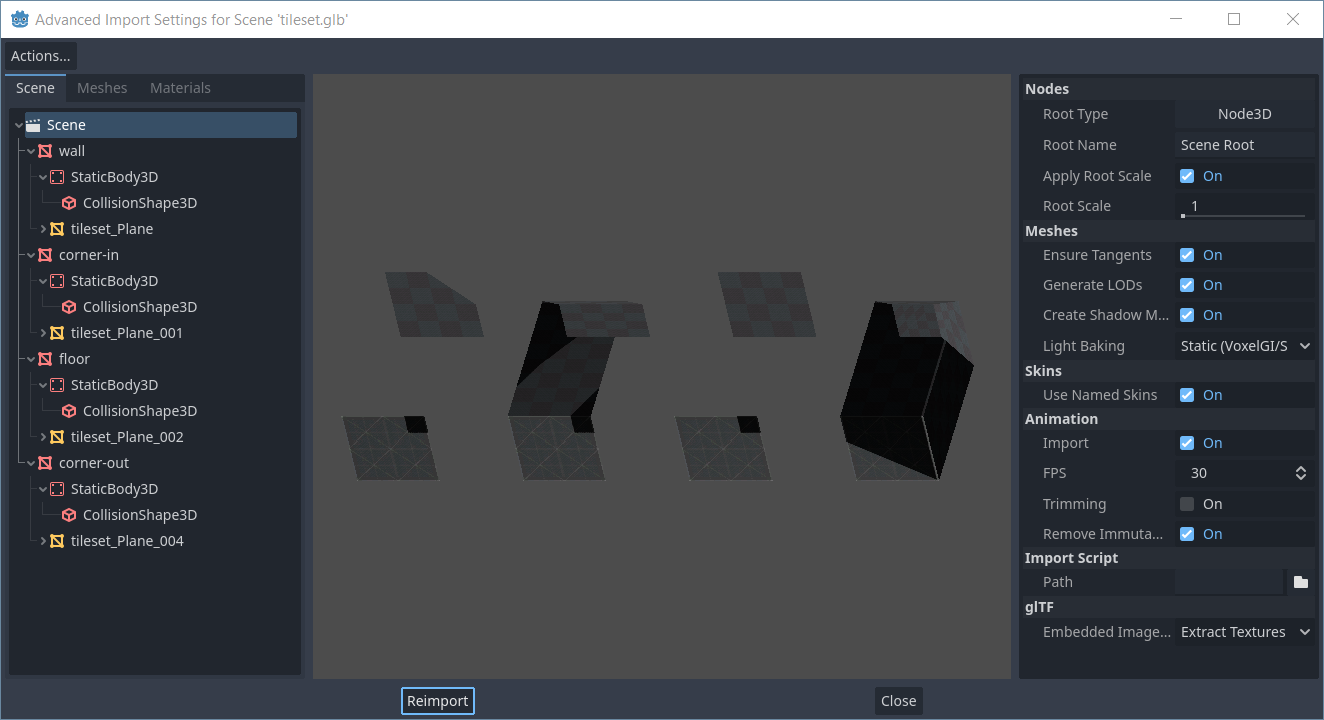 Advanced Import Settings for Scene 'tileset.glb'
Actions...
Scene
Meshes
Materials
Scene
wall
StaticBody3D
CollisionShape3D
tileset_Plane
corner-in
StaticBody3D
CollisionShape3D
tileset_Plane_001
floor
StaticBody3D
CollisionShape3D
tileset_Plane_002
corner-out
StaticBody3D
CollisionShape3D
tileset_Plane_004
Nodes
Root Type
Node3D
Root Name
Scene Root
Apply Root Scale
On
Root Scale
1
Meshes
Ensure Tangents
On
Generate LODs
On
Create Shadow M...
On
Light Baking
Static (VoxelGI/S
Skins
Use Named Skins
On
Animation
Import
On
FPS
30
Trimming
On
Remove Immuta...
On
Import Script
Path
glTF
Embedded Image...
Extract Textures
Reimport
Close